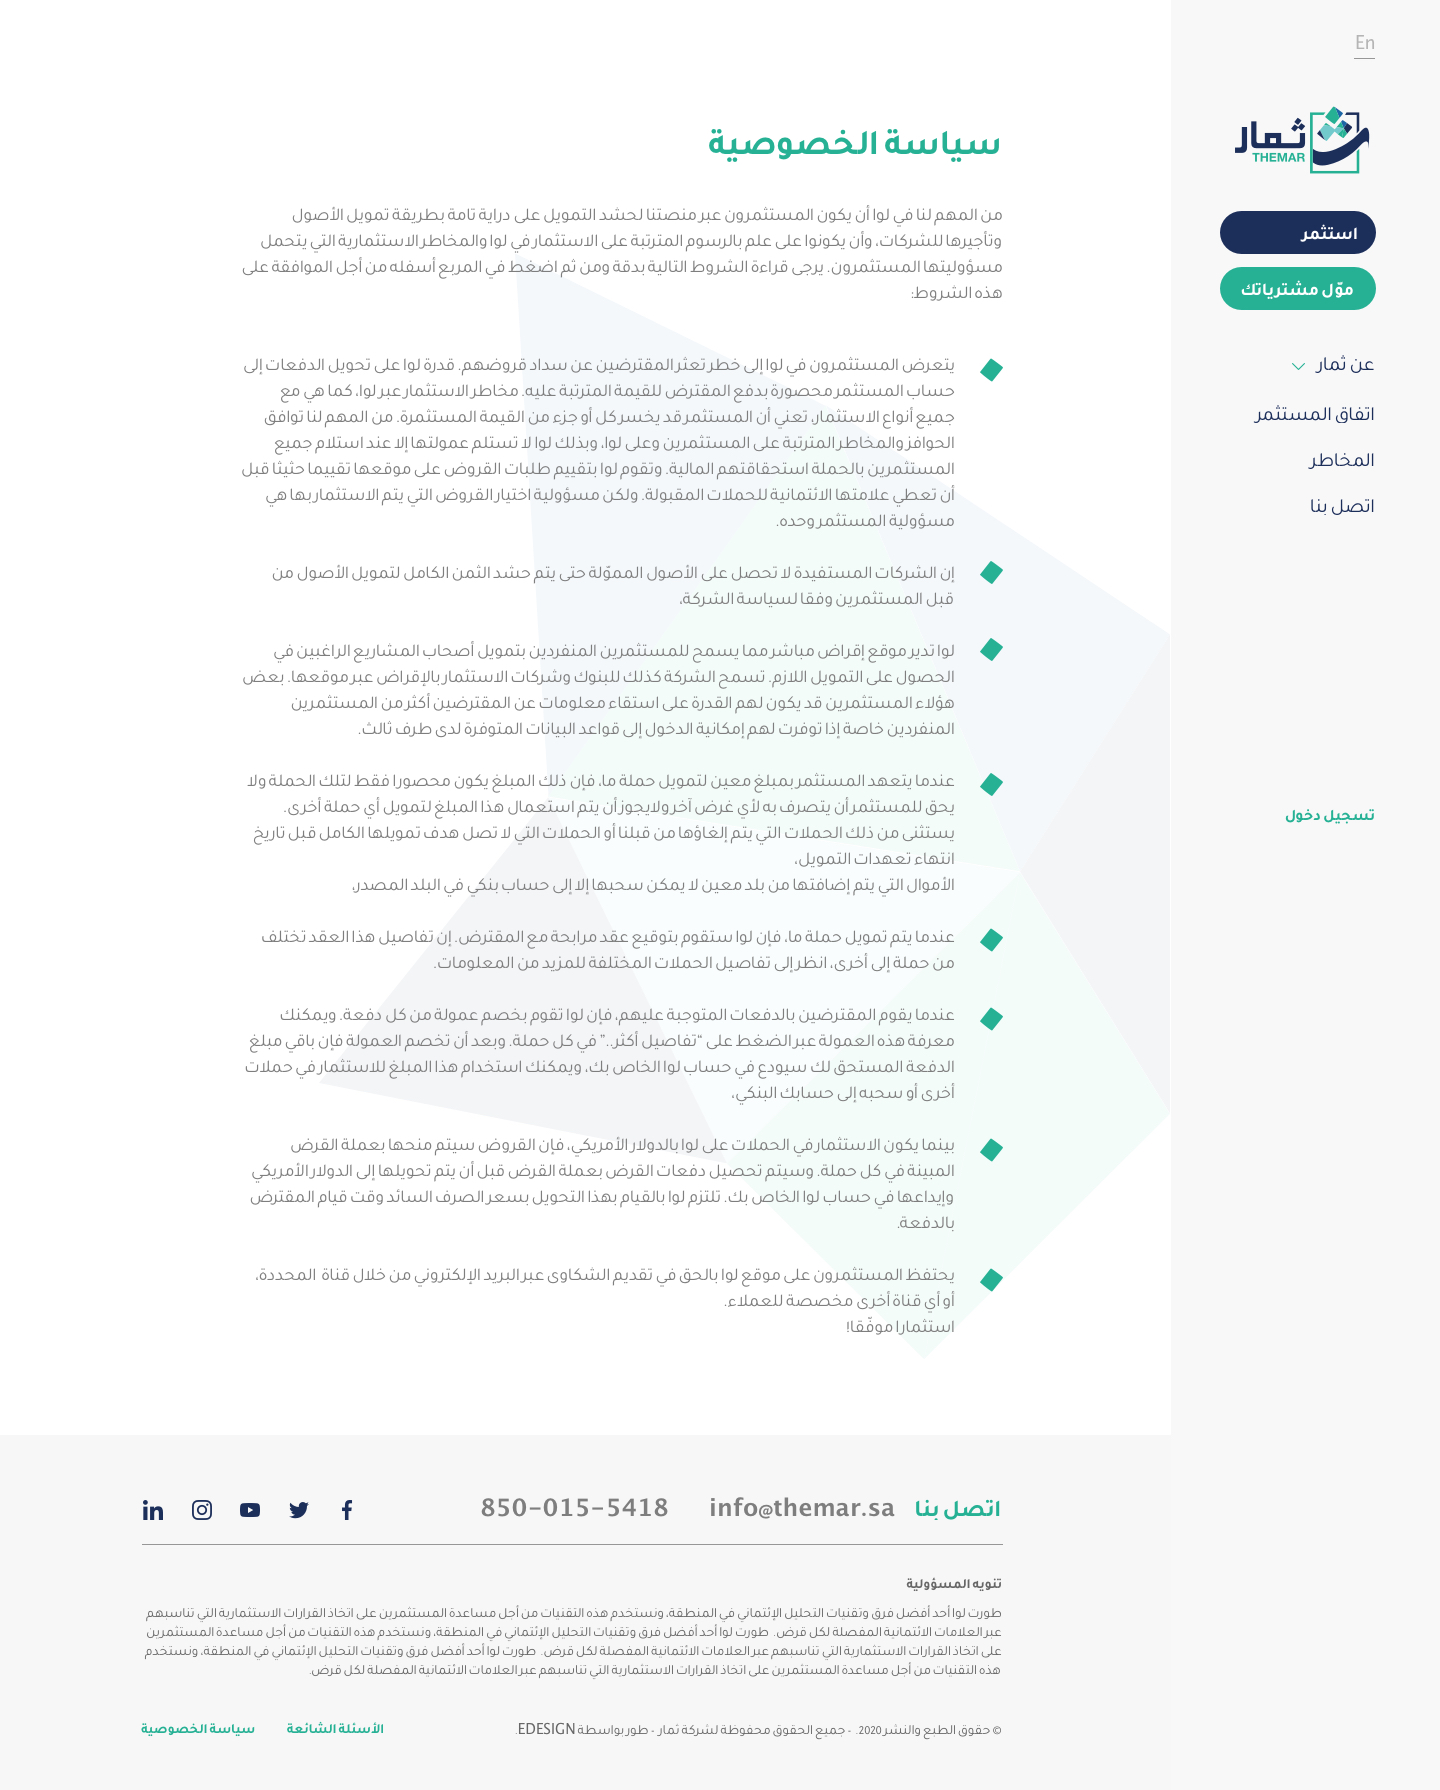 En
ثمار
THEMAR
استثمر
موّل مشترياتك
عن ثمار
اتفاق المستثمر
المخاطر
اتصل بنا
تسجيل دخول
سياسة الخصوصية
من المهم لنا في لوا أن يكون المستثمرون عبر منصتنا لحشد التمويل على دراية تامة بطريقة تمويل الأصول
وتأجيرها للشركات، وأن يكونوا على علم بالرسوم المترتبة على الاستثمار في لوا والمخاطر الاستثمارية التي يتحمل
مسؤوليتها المستثمرون. يرجى قراءة الشروط التالية بدقة ومن ثم اضغط في المربع أسفله من أجل الموافقة على
هذه الشروط:
يتعرض المستثمرون في لوا إلى خطر تعثر المقترضين عن سداد قروضهم. قدرة لوا على تحويل الدفعات إلى
حساب المستثمر محصورة بدفع المقترض للقيمة المترتبة عليه. مخاطر الاستثمار عبر لوا، كما هي مع
جميع أنواع الاستثمار، تعني أن المستثمر قد يخسر كل أو جزء من القيمة المستثمرة. من المهم لنا توافق
الحوافز والمخاطر المترتبة على المستثمرين وعلى لوا، وبذلك لوا لا تستلم عمولتها إلا عند استلام جميع
المستثمرين بالحملة استحقاقتهم المالية. وتقوم لوا بتقييم طلبات القروض على موقعها تقييما حثيثا قبل
أن تعطي علامتها الائتمانية للحملات المقبولة. ولكن مسؤولية اختيار القروض التي يتم الاستثمار بها هي
مسؤولية المستثمر وحده.
إن الشركات المستفيدة لا تحصل على الأصول المموّلة حتى يتم حشد الثمن الكامل لتمويل الأصول من
قبل المستثمرين وفقا لسياسة الشركة،
لوا تدير موقع إقراض مباشر مما يسمح للمستثمرين المنفردين بتمويل أصحاب المشاريع الراغبين في
الحصول على التمويل اللازم. تسمح الشركة كذلك للبنوك وشركات الاستثمار بالإقراض عبر موقعها. بعض
هؤلاء المستثمرين قد يكون لهم القدرة على استقاء معلومات عن المقترضين أكثر من المستثمرين
المنفردين خاصة إذا توفرت لهم إمكانية الدخول إلى قواعد البيانات المتوفرة لدى طرف ثالث.
عندما يتعهد المستثمر بمبلغ معين لتمويل حملة ما، فإن ذلك المبلغ يكون محصورا فقط لتلك الحملة ولا
يحق للمستثمر أن يتصرف به لأي غرض آخر ولايجوز أن يتم استعمال هذا المبلغ لتمويل أي حملة أخرى.
يستثنى من ذلك الحملات التي يتم إلغاؤها من قبلنا أو الحملات التي لا تصل هدف تمويلها الكامل قبل تاريخ
انتهاء تعهدات التمويل،
الأموال التي يتم إضافتها من بلد معين لا يمكن سحبها إلا إلى حساب بنكي في البلد المصدر،
عندما يتم تمويل حملة ما، فإن لوا ستقوم بتوقيع عقد مرابحة مع المقترض. إن تفاصيل هذا العقد تختلف
من حملة إلى أخرى، انظر إلى تفاصيل الحملات المختلفة للمزيد من المعلومات.
عندما يقوم المقترضين بالدفعات المتوجبة عليهم، فإن لوا تقوم بخصم عمولة من كل دفعة. ويمكنك
معرفة هذه العمولة عبر الضغط على “تفاصيل أكثر..” في كل حملة. وبعد أن تخصم العمولة فإن باقي مبلغ
الدفعة المستحق لك سيودع في حساب لوا الخاص بك، ويمكنك استخدام هذا المبلغ للاستثمار في حملات
أخرى أو سحبه إلى حسابك البنكي،
بينما يكون الاستثمار في الحملات على لوا بالدولار الأمريكي، فإن القروض سيتم منحها بعملة القرض
المبينة في كل حملة. وسيتم تحصيل دفعات القرض بعملة القرض قبل أن يتم تحويلها إلى الدولار الأمريكي
وإيداعها في حساب لوا الخاص بك. تلتزم لوا بالقيام بهذا التحويل بسعر الصرف السائد وقت قيام المقترض
بالدفعة.
يحتفظ المستثمرون على موقع لوا بالحق في تقديم الشكاوى عبر البريد الإلكتروني من خلال قناة المحددة،
أو أي قناة أخرى مخصصة للعملاء.
استثمارا موفّقا!
اتصل بنا info@themar.sa 850-015-5418
تنويه المسؤولية
طورت لوا أحد أفضل فرق وتقنيات التحليل الإئتماني في المنطقة، ونستخدم هذه التقنيات من أجل مساعدة المستثمرين على اتخاذ القرارات الاستثمارية التي تناسبهم
عبر العلامات الائتمانية المفصلة لكل قرض. طورت لوا أحد أفضل فرق وتقنيات التحليل الإئتماني في المنطقة، ونستخدم هذه التقنيات من أجل مساعدة المستثمرين
على اتخاذ القرارات الاستثمارية التي تناسبهم عبر العلامات الائتمانية المفصلة لكل قرض. طورت لوا أحد أفضل فرق وتقنيات التحليل الإئتماني في المنطقة، ونستخدم
هذه التقنيات من أجل مساعدة المستثمرين على اتخاذ القرارات الاستثمارية التي تناسبهم عبر العلامات الائتمانية المفصلة لكل قرض.
© حقوق الطبع والنشر 2020. - جميع الحقوق محفوظة لشركة ثمار - طور بواسطة EDESIGN.
الأسئلة الشائعة
سياسة الخصوصية